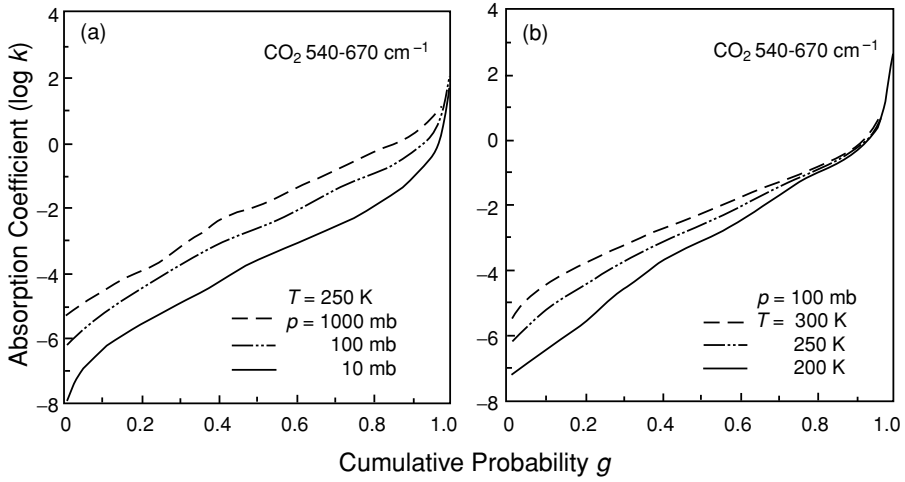 Absorption Coefficient (log k)
4
2
0
−2
−4
−6
−8
(a)
CO₂ 540-670 cm⁻¹
T = 250 K
p = 1000 mb
100 mb
10 mb
0 0.2 0.4 0.6 0.8 1.0
4
2
0
−2
−4
−6
−8
(b)
CO₂ 540-670 cm⁻¹
p = 100 mb
T = 300 K
250 K
200 K
0 0.2 0.4 0.6 0.8 1.0
Cumulative Probability g